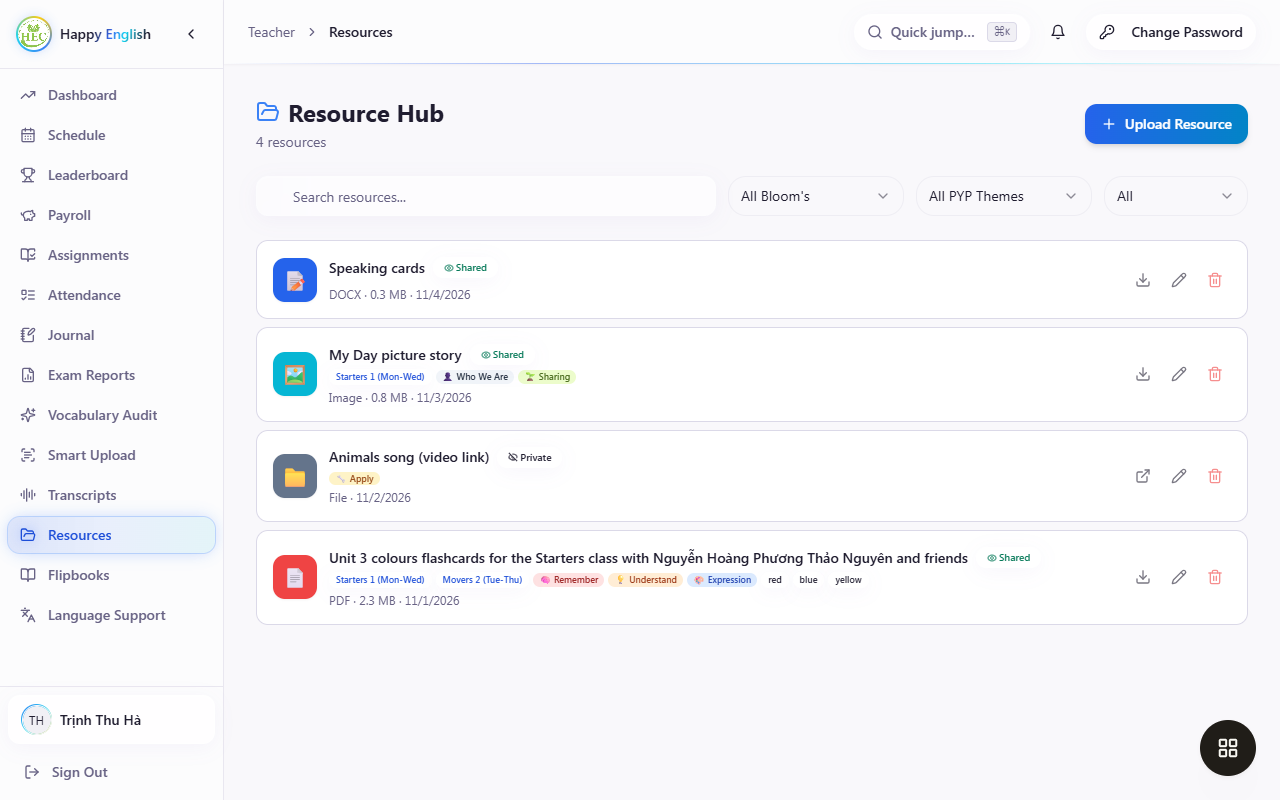 HEC
Happy English
Dashboard
Schedule
Leaderboard
Payroll
Assignments
Attendance
Journal
Exam Reports
Vocabulary Audit
Smart Upload
Transcripts
Resources
Flipbooks
Language Support
TH
Trịnh Thu Hà
Sign Out
Teacher Resources
Quick jump... ⌘K
Change Password
Resource Hub
4 resources
Upload Resource
Search resources...
All Bloom's
All PYP Themes
All
Speaking cards Shared
DOCX · 0.3 MB · 11/4/2026
My Day picture story Shared
Starters 1 (Mon-Wed) Who We Are Sharing
Image · 0.8 MB · 11/3/2026
Animals song (video link) Private
Apply
File · 11/2/2026
Unit 3 colours flashcards for the Starters class with Nguyễn Hoàng Phương Thảo Nguyên and friends Shared
Starters 1 (Mon-Wed) Movers 2 (Tue-Thu) Remember Understand Expression red blue yellow
PDF · 2.3 MB · 11/1/2026